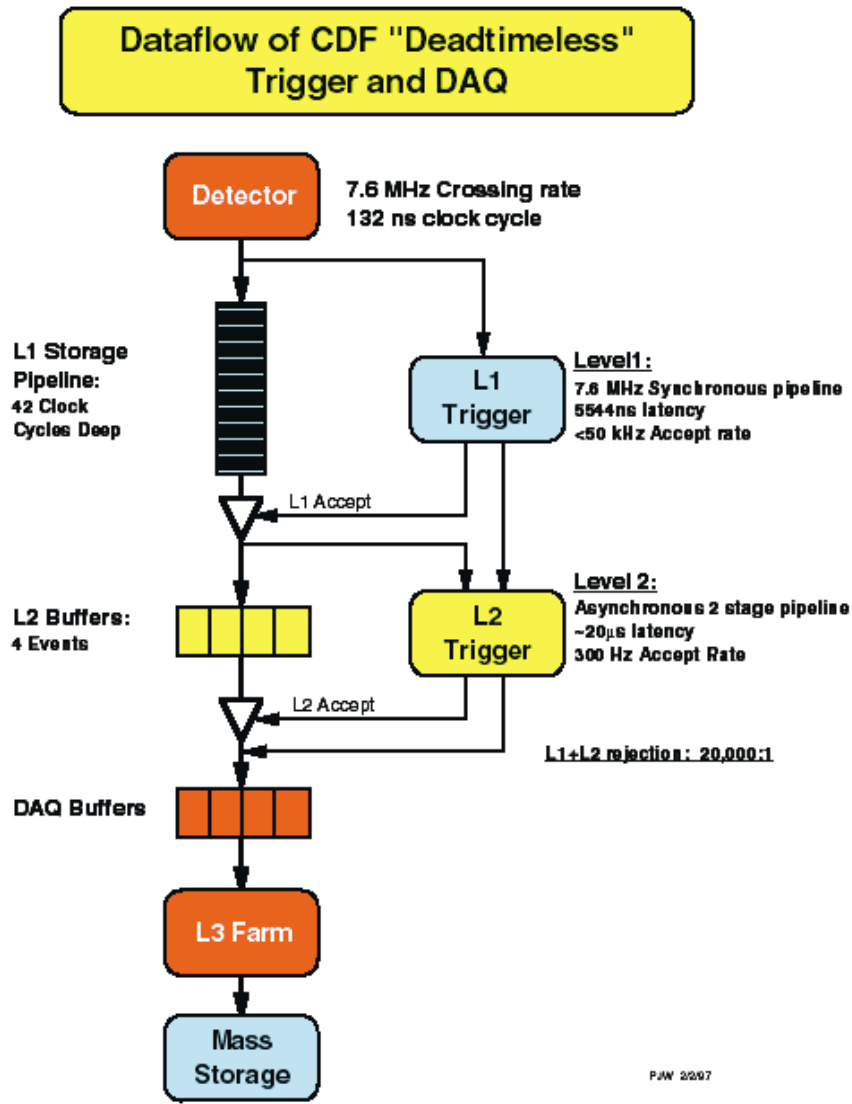 Dataflow of CDF "Deadtimeless"
Trigger and DAQ
Detector
7.6 MHz Crossing rate
132 ns clock cycle
L1 Storage
Pipeline:
42 Clock
Cycles Deep
L1
Trigger
Level1:
7.6 MHz Synchronous pipeline
5544ns latency
<50 kHz Accept rate
L1 Accept
L2 Buffers:
4 Events
L2
Trigger
Level 2:
Asynchronous 2 stage pipeline
~20µs latency
300 Hz Accept Rate
L2 Accept
L1+L2 rejection: 20,000:1
DAQ Buffers
L3 Farm
Mass
Storage
PJW 2/2/97